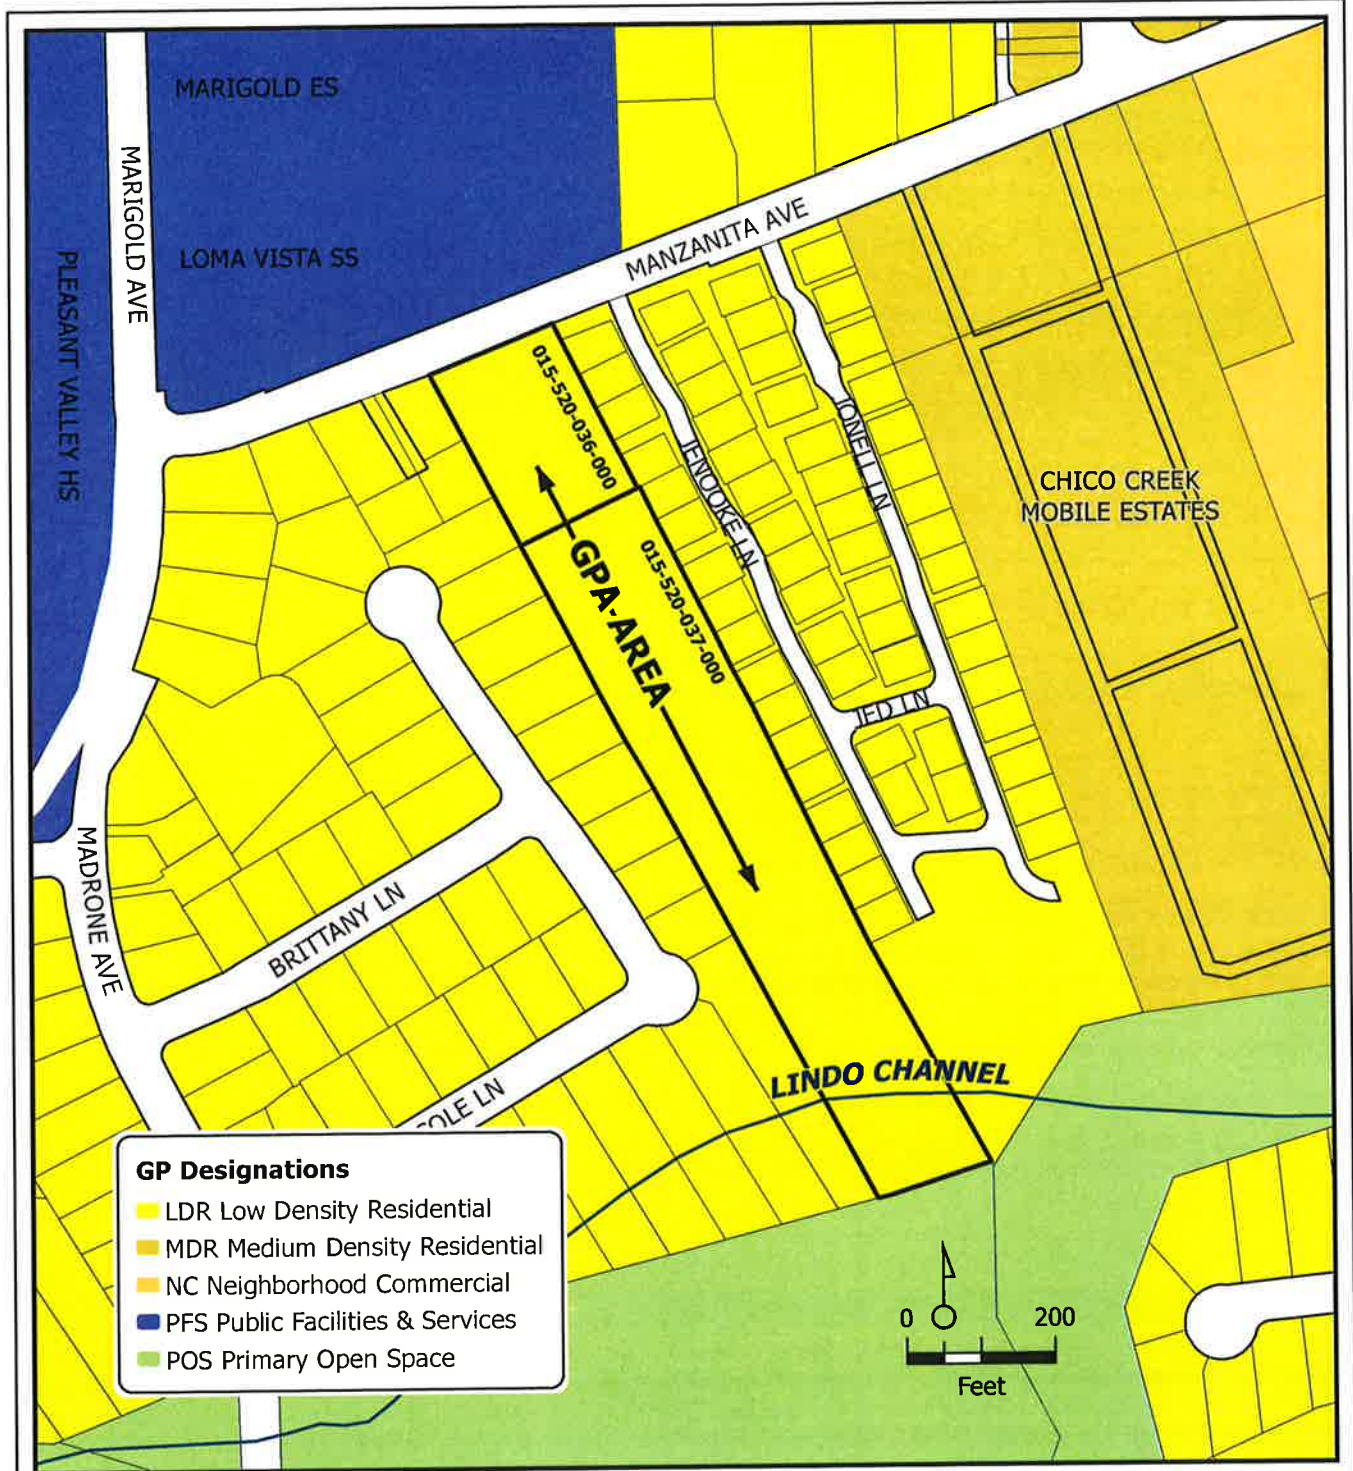 MARIGOLD ES
MARIGOLD AVE
LOMA VISTA SS
PLEASANT VALLEY HS
MANZANITA AVE
015-520-036-000
JENOOKE LN
JONELL LN
CHICO CREEK
MOBILE ESTATES
GPA-AREA
015-520-037-000
JED LN
MADRONE AVE
BRITTANY LN
LINDO CHANNEL
OLE LN
GP Designations
LDR Low Density Residential
MDR Medium Density Residential
NC Neighborhood Commercial
PFS Public Facilities & Services
POS Primary Open Space
0 200
Feet